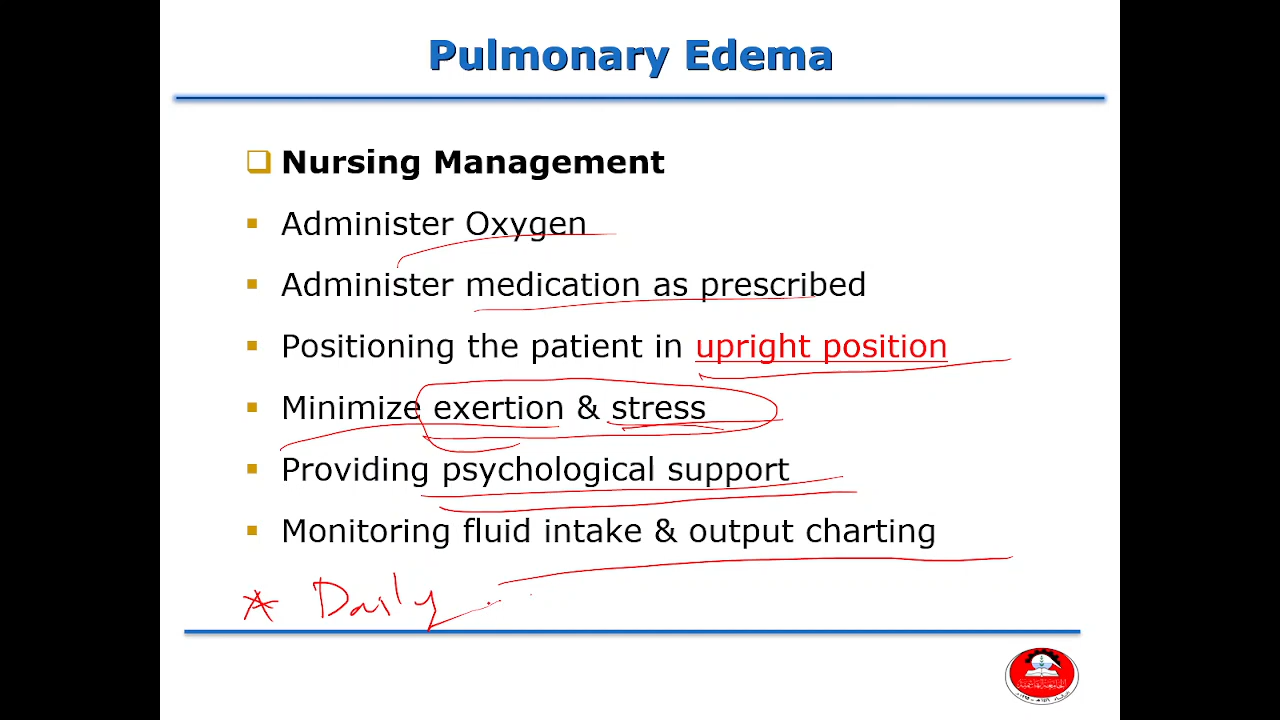 Pulmonary Edema
Nursing Management
Administer Oxygen
Administer medication as prescribed
Positioning the patient in upright position
Minimize exertion & stress
Providing psychological support
Monitoring fluid intake & output charting
* Daily